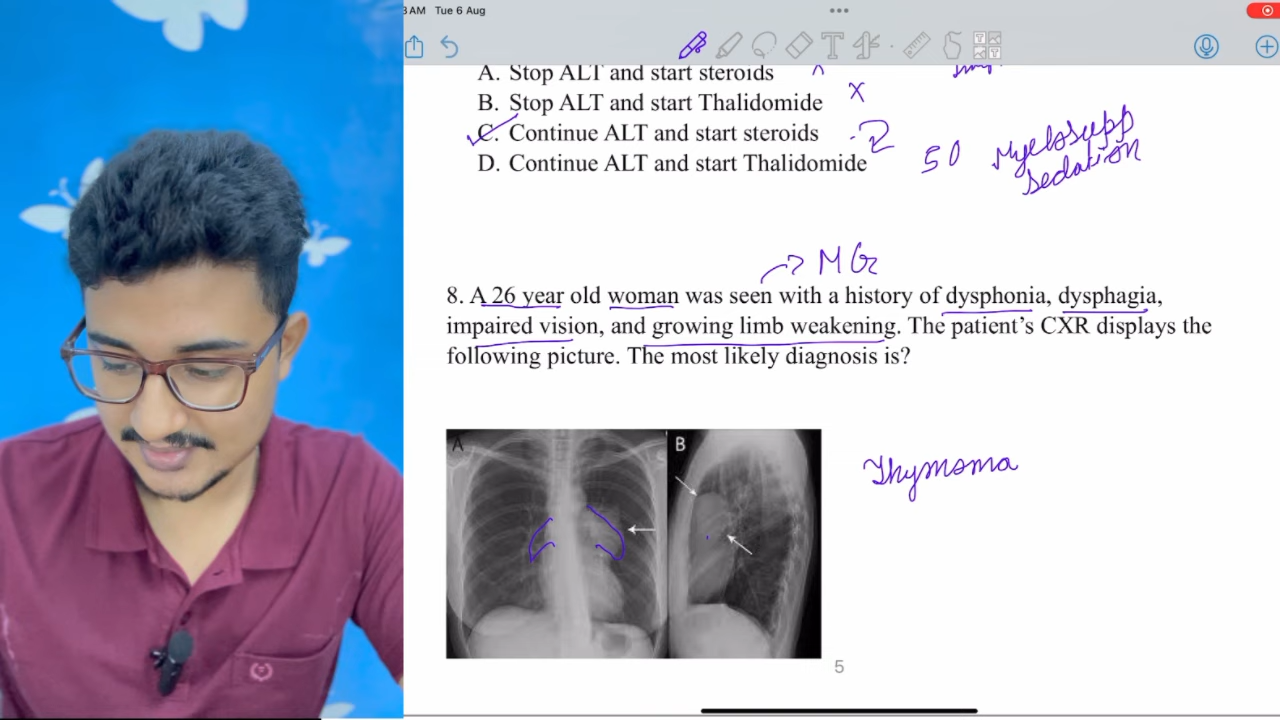 3 AM Tue 6 Aug
A. Stop ALT and start steroids
B. Stop ALT and start Thalidomide x
C. Continue ALT and start steroids
D. Continue ALT and start Thalidomide
50 Myelosupp
sedation
→ MG
8. A 26 year old woman was seen with a history of dysphonia, dysphagia,
impaired vision, and growing limb weakening. The patient’s CXR displays the
following picture. The most likely diagnosis is?
A B
Thymoma
5